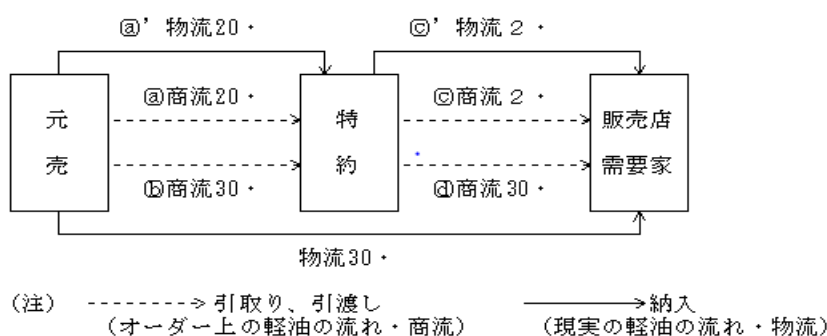 ⓐ’物流20・ ⓒ’物流２・
ⓐ商流20・ ⓒ商流２・
元売 特約 販売店
需要家
ⓑ商流30・ ⓓ商流30・
物流30・
（注） --------> 引取り、引渡し ————>納入
（オーダー上の軽油の流れ・商流） （現実の軽油の流れ・物流）